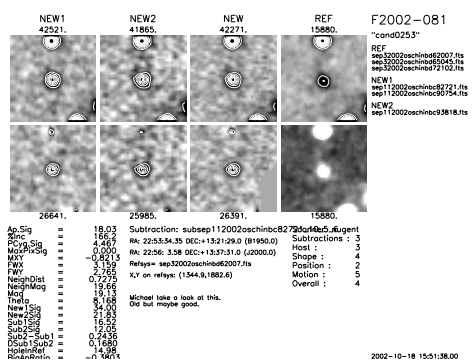 NEW1 NEW2 NEW REF
42521. 41865. 42271. 15880.
F2002-081
"cand0253"
REF
sep32002oschinbd62007.fts
sep32002oschinbd65045.fts
sep32002oschinbd72102.fts
NEW1
sep112002oschinbc82721.fts
sep112002oschinbc90754.fts
NEW2
sep112002oschinbc93818.fts
26641. 25985. 26391. 15880.
Ap.Sig = 18.03
%Inc = 166.2
PCyg.Sig = 4.467
MaxPixSig = 0.000
MXY = -0.8213
FWX = 3.159
FWY = 2.765
NeighDist = 0.7275
NeighMag = 19.66
Mag = 19.13
Theta = 8.168
New1Sig = 34.00
New2Sig = 21.83
Sub1Sig = 16.52
Sub2Sig = 12.05
Sub2-Sub1 = 0.2436
DSub1Sub2 = 0.1680
HoleInRef = 14.98
BigApRatio = -0.3803
Subtraction: subsep112002oschinbc82721
RA: 22:53:34.35 DEC:+13:21:29.0 (B1950.0)
RA: 22:56: 3.58 DEC:+13:37:31.0 (J2000.0)
Refsys= sep32002oschinbd62007.fts
X,Y on refsys: (1344.9,1882.6)
Michael take a look at this.
Old but maybe good.
Subtractions : 3
Host : 3
Shape : 4
Position : 2
Motion : 5
Overall : 4
2002-10-18 15:51:38.00